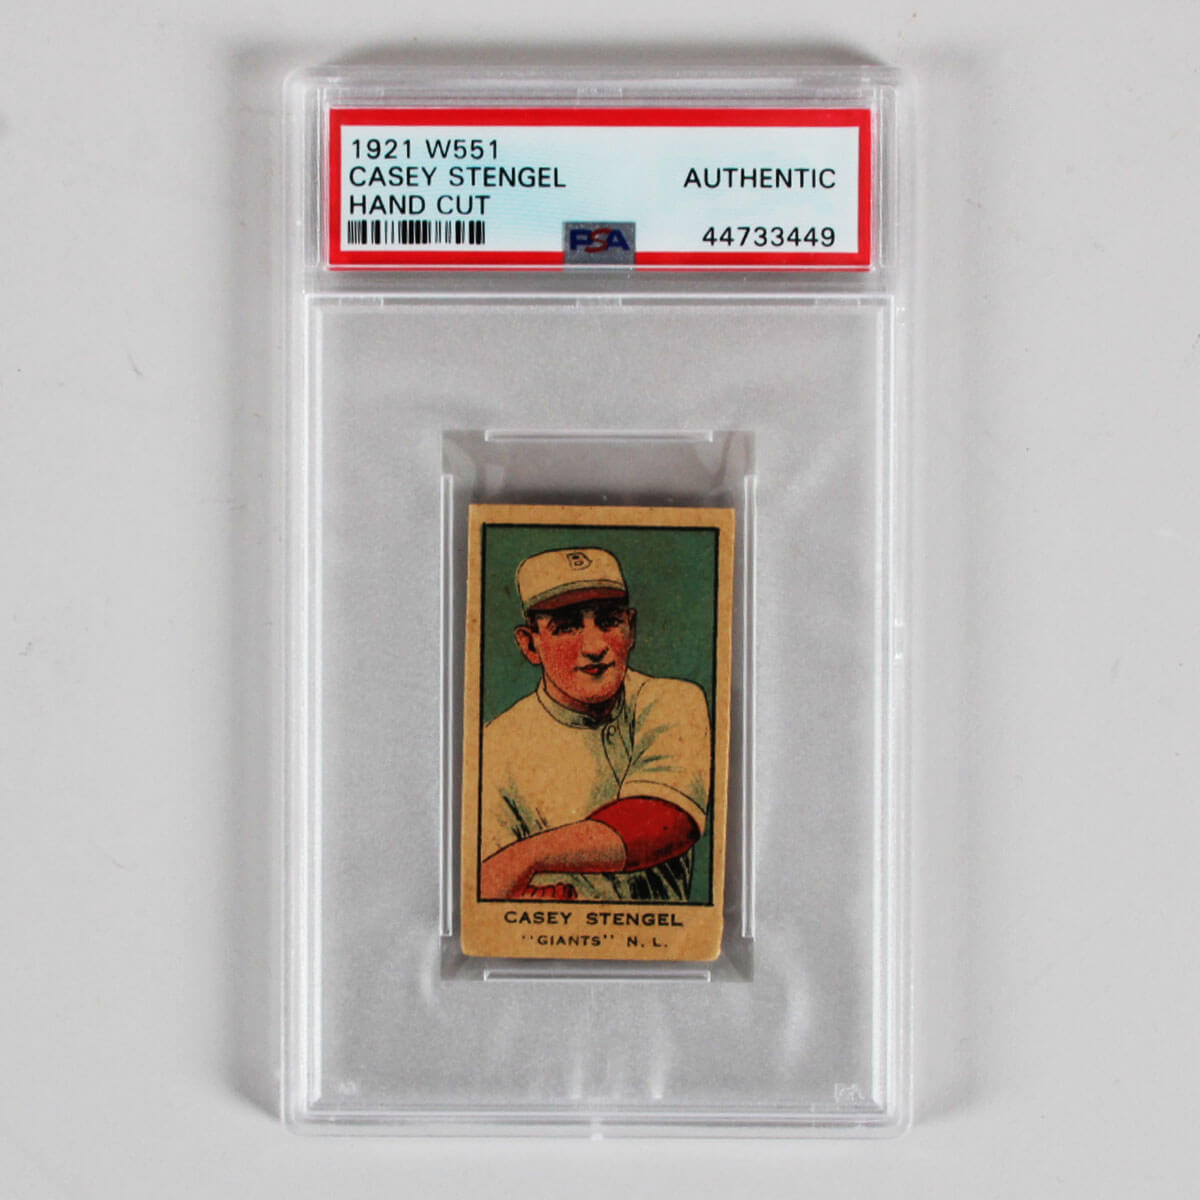 1921 W551
CASEY STENGEL AUTHENTIC
HAND CUT
PSA 44733449
B
CASEY STENGEL
"GIANTS" N. L.